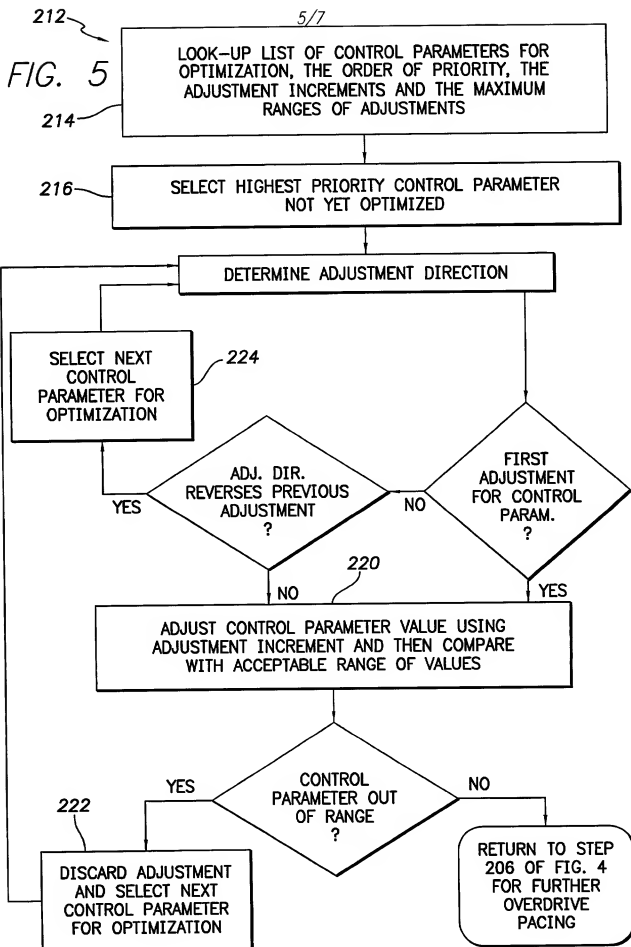 212
5/7
FIG. 5
LOOK-UP LIST OF CONTROL PARAMETERS FOR
OPTIMIZATION, THE ORDER OF PRIORITY, THE
ADJUSTMENT INCREMENTS AND THE MAXIMUM
RANGES OF ADJUSTMENTS
214
216
SELECT HIGHEST PRIORITY CONTROL PARAMETER
NOT YET OPTIMIZED
DETERMINE ADJUSTMENT DIRECTION
SELECT NEXT
CONTROL
PARAMETER FOR
OPTIMIZATION
224
ADJ. DIR.
REVERSES PREVIOUS
ADJUSTMENT
?
FIRST
ADJUSTMENT
FOR CONTROL
PARAM.
?
YES
NO
220
NO
YES
ADJUST CONTROL PARAMETER VALUE USING
ADJUSTMENT INCREMENT AND THEN COMPARE
WITH ACCEPTABLE RANGE OF VALUES
CONTROL
PARAMETER OUT
OF RANGE
?
YES
NO
222
DISCARD ADJUSTMENT
AND SELECT NEXT
CONTROL PARAMETER
FOR OPTIMIZATION
RETURN TO STEP
206 OF FIG. 4
FOR FURTHER
OVERDRIVE
PACING